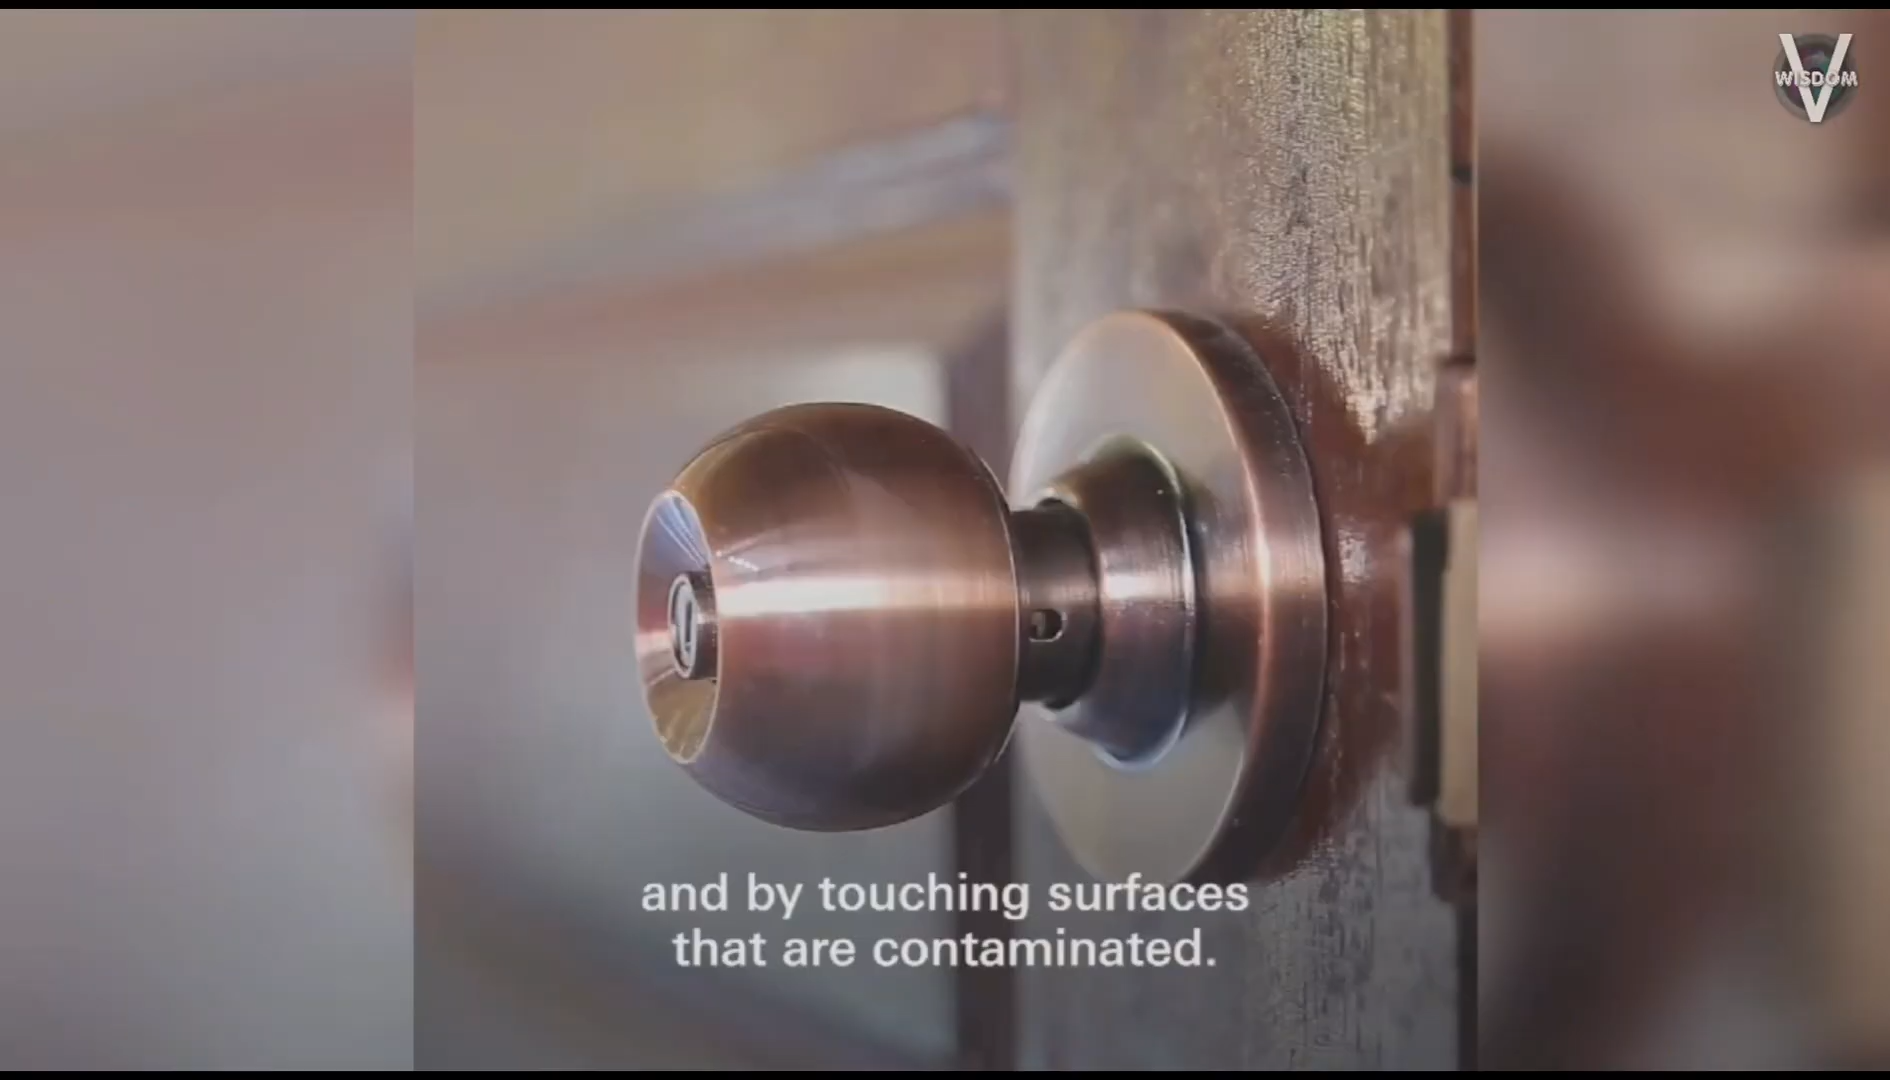 V
WISDOM
and by touching surfaces
that are contaminated.